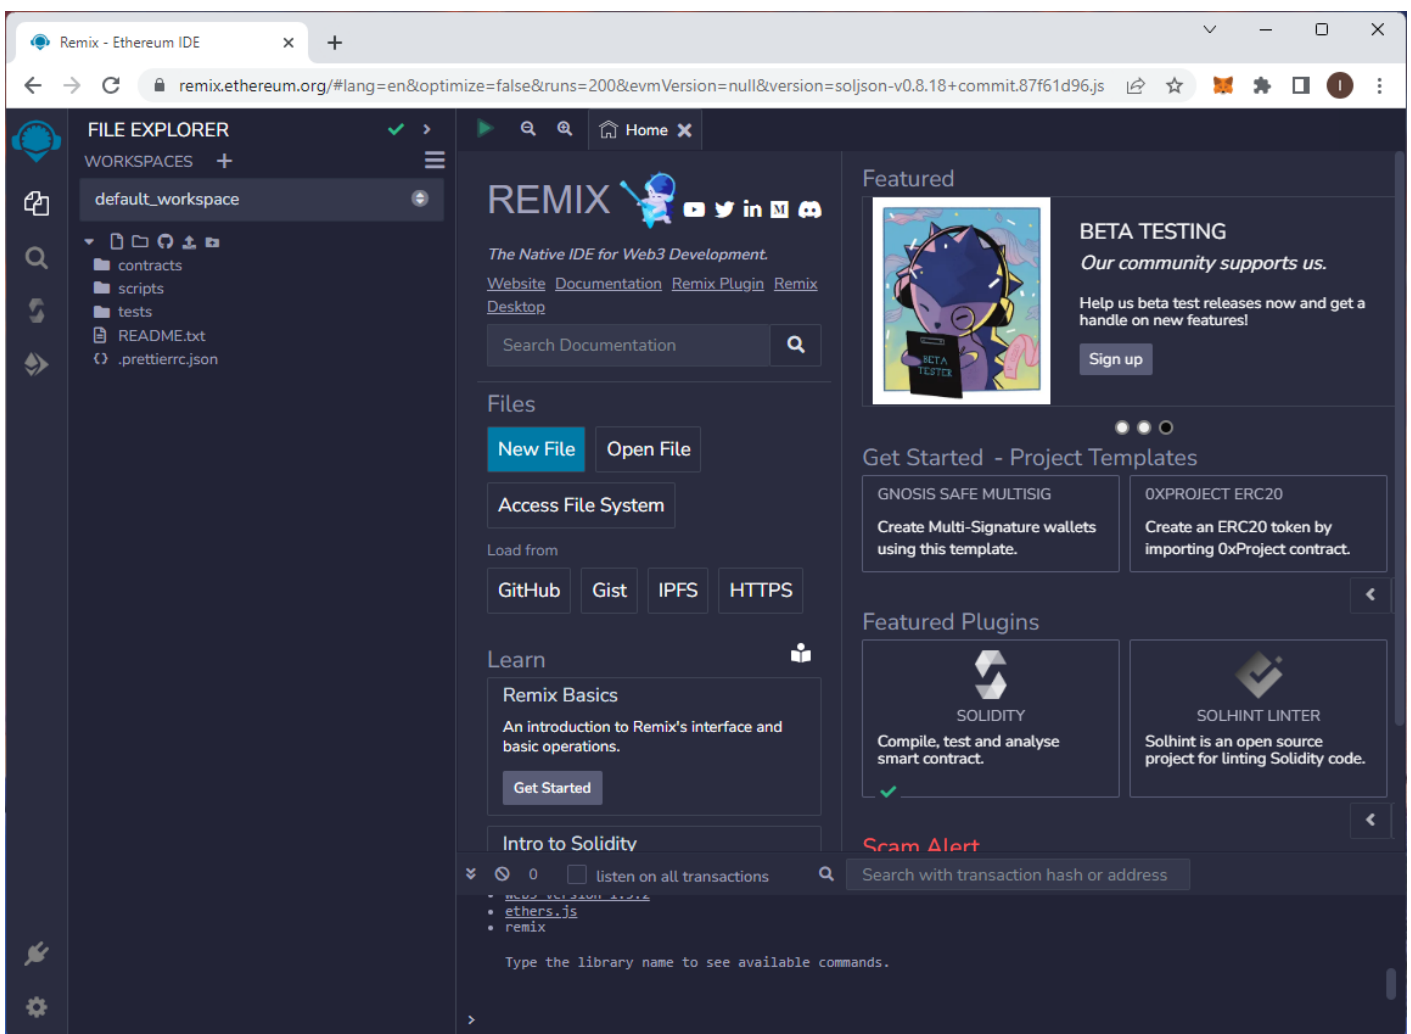 Remix - Ethereum IDE
remix.ethereum.org/#lang=en&optimize=false&runs=200&evmVersion=null&version=soljson-v0.8.18+commit.87f61d96.js
I
FILE EXPLORER
WORKSPACES
default_workspace
contracts
scripts
tests
README.txt
.prettierrc.json
Home
REMIX
The Native IDE for Web3 Development.
Website Documentation Remix Plugin Remix
Desktop
Search Documentation
Files
New File
Open File
Access File System
Load from
GitHub
Gist
IPFS
HTTPS
Learn
Remix Basics
An introduction to Remix's interface and
basic operations.
Get Started
Intro to Solidity
Featured
BETA
TESTER
BETA TESTING
Our community supports us.
Help us beta test releases now and get a
handle on new features!
Sign up
Get Started - Project Templates
GNOSIS SAFE MULTISIG
Create Multi-Signature wallets
using this template.
0XPROJECT ERC20
Create an ERC20 token by
importing 0xProject contract.
Featured Plugins
SOLIDITY
Compile, test and analyse
smart contract.
SOLHINT LINTER
Solhint is an open source
project for linting Solidity code.
Scam Alert
0
listen on all transactions
Search with transaction hash or address
web3 version 1.5.2
ethers.js
remix
Type the library name to see available commands.
>